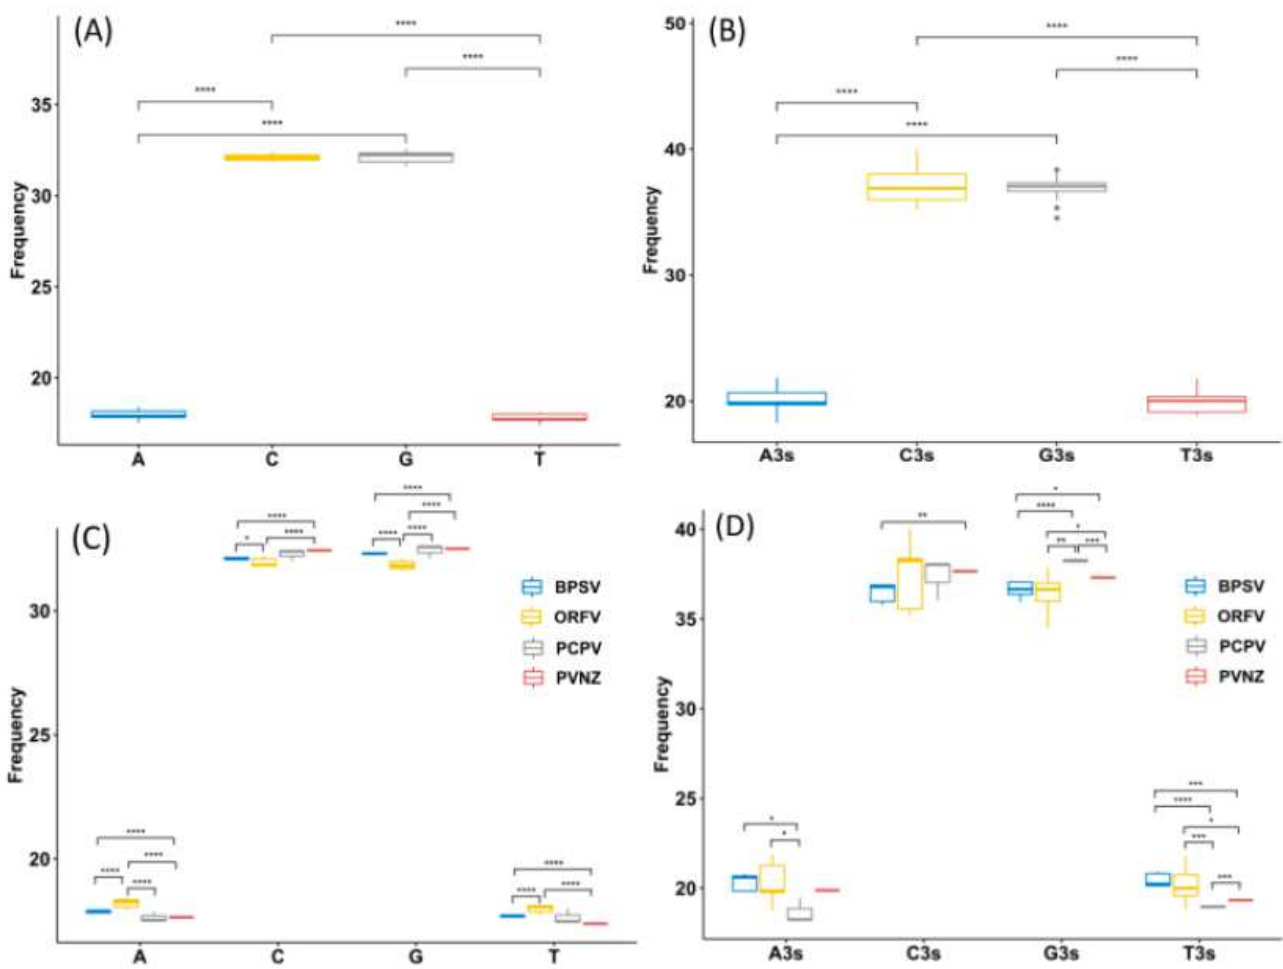 (A)
****
****
****
****
35
30
25
20
Frequency
A
C
G
T
(B)
****
****
****
****
50
40
30
20
Frequency
A3s
C3s
G3s
T3s
(C)
****
****
*
****
****
****
****
****
30
25
20
Frequency
****
****
****
****
****
****
****
BPSV
ORFV
PCPV
PVNZ
A
C
G
T
(D)
**
*
****
*
**
***
40
35
30
25
20
Frequency
*
*
***
****
*
***
***
BPSV
ORFV
PCPV
PVNZ
A3s
C3s
G3s
T3s